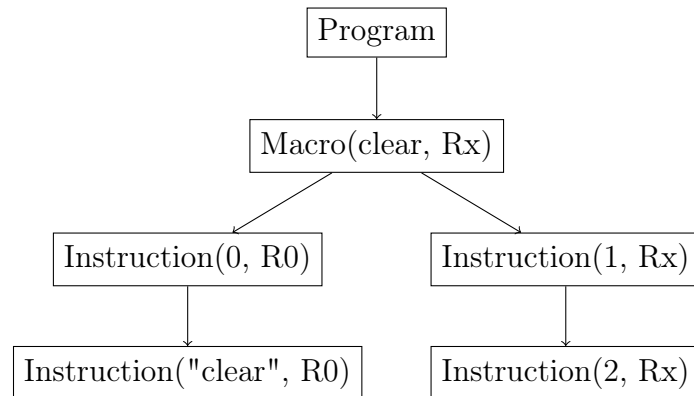 Program
Macro(clear, Rx)
Instruction(0, R0)
Instruction(1, Rx)
Instruction("clear", R0)
Instruction(2, Rx)